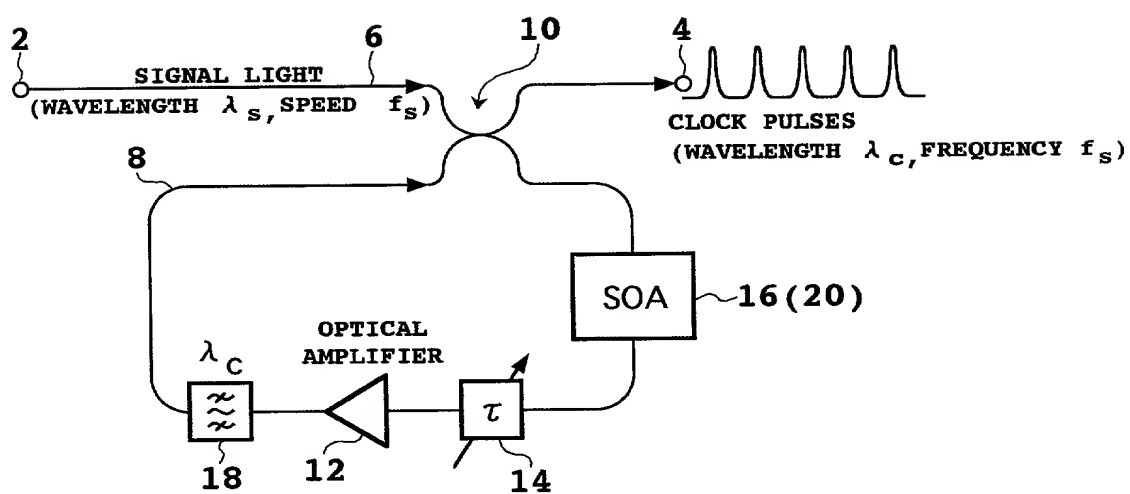 2
6
10
4
SIGNAL LIGHT
(WAVELENGTH λS,SPEED fS)
CLOCK PULSES
(WAVELENGTH λC,FREQUENCY fS)
8
SOA
16(20)
OPTICAL
AMPLIFIER
λC
τ
18
12
14